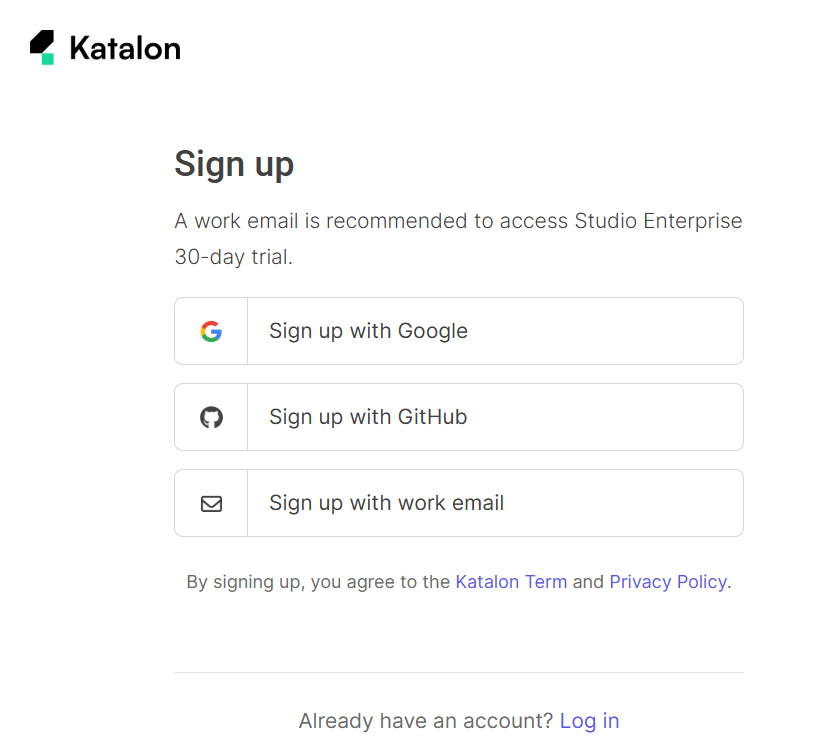 Katalon
Sign up
A work email is recommended to access Studio Enterprise
30-day trial.
Sign up with Google
Sign up with GitHub
Sign up with work email
By signing up, you agree to the Katalon Term and Privacy Policy.
Already have an account? Log in